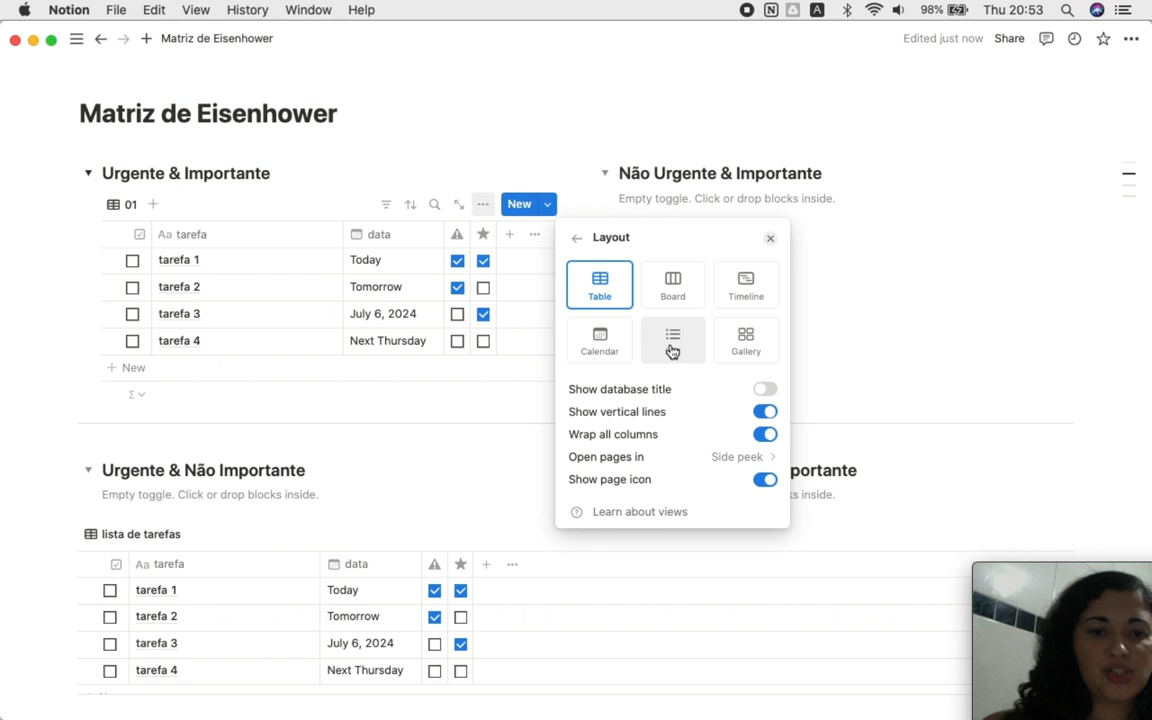 Notion File Edit View History Window Help A 98% Thu 20:53
Matriz de Eisenhower Edited just now Share
Matriz de Eisenhower
Urgente & Importante
Não Urgente & Importante
01 New
Empty toggle. Click or drop blocks inside.
Aa tarefa data
tarefa 1 Today
tarefa 2 Tomorrow
tarefa 3 July 6, 2024
tarefa 4 Next Thursday
+ New
Σ
Layout
Table Board Timeline
Calendar Gallery
Show database title
Show vertical lines
Wrap all columns
Open pages in Side peek
Show page icon
Learn about views
Urgente & Não Importante
portante
Empty toggle. Click or drop blocks inside.
ks inside.
lista de tarefas
Aa tarefa data
tarefa 1 Today
tarefa 2 Tomorrow
tarefa 3 July 6, 2024
tarefa 4 Next Thursday